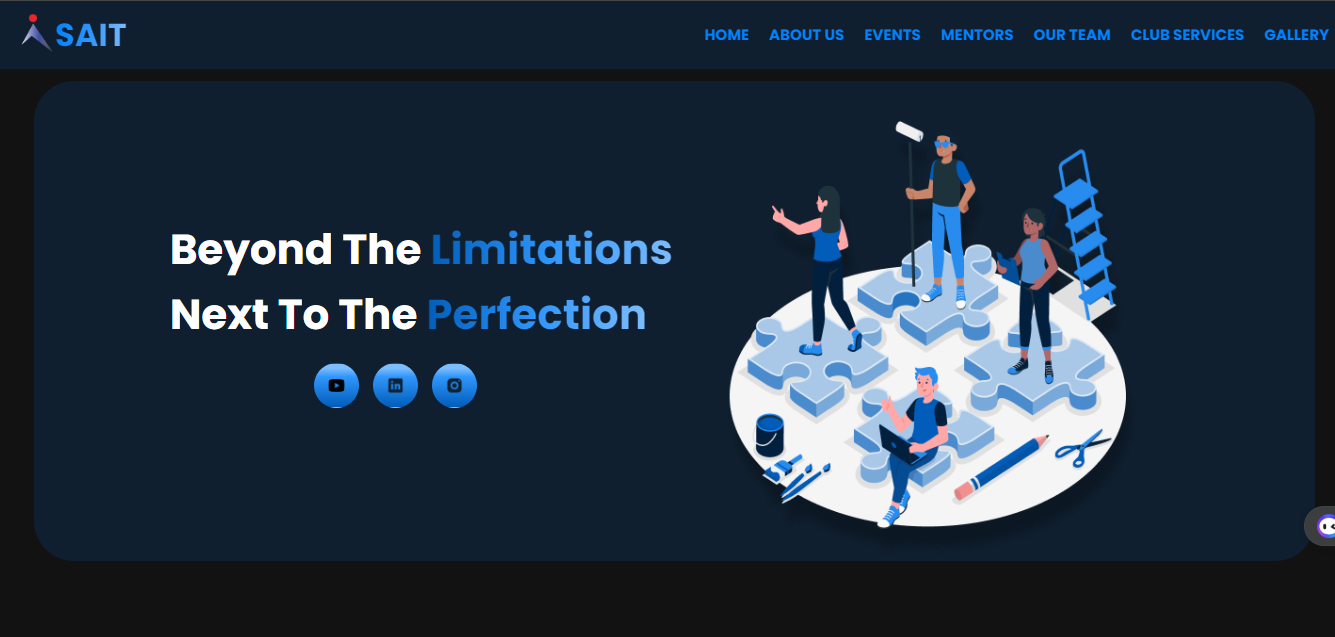 SAIT
HOME ABOUT US EVENTS MENTORS OUR TEAM CLUB SERVICES GALLERY
Beyond The Limitations
Next To The Perfection